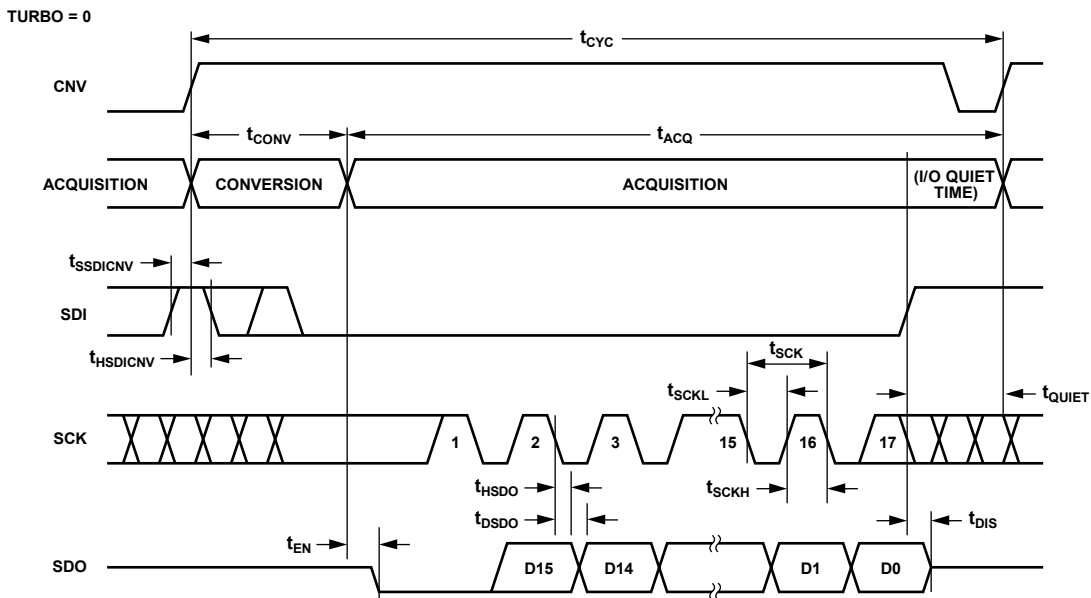 TURBO = 0
tCYC
CNV
tCONV
tACQ
ACQUISITION
CONVERSION
ACQUISITION
(I/O QUIET
TIME)
tSSDICNV
SDI
tHSDICNV
tSCK
tSCKL
tQUIET
SCK
1
2
3
15
16
17
tHSDO
tSCKH
tDSDO
tDIS
tEN
SDO
D15
D14
D1
D0